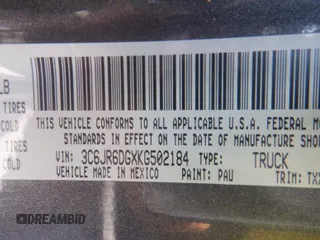 LB
TIRES
COLD
TIRES
COLD
THIS VEHICLE CONFORMS TO ALL APPLICABLE U.S.A. FEDERAL M
STANDARDS IN EFFECT ON THE DATE OF MANUFACTURE SHO
VIN: 3C6JR6DGXKG502184 TYPE: TRUCK
VEHICLE MADE IN MEXICO PAINT: PAU TRIM: TX
DREAMBID